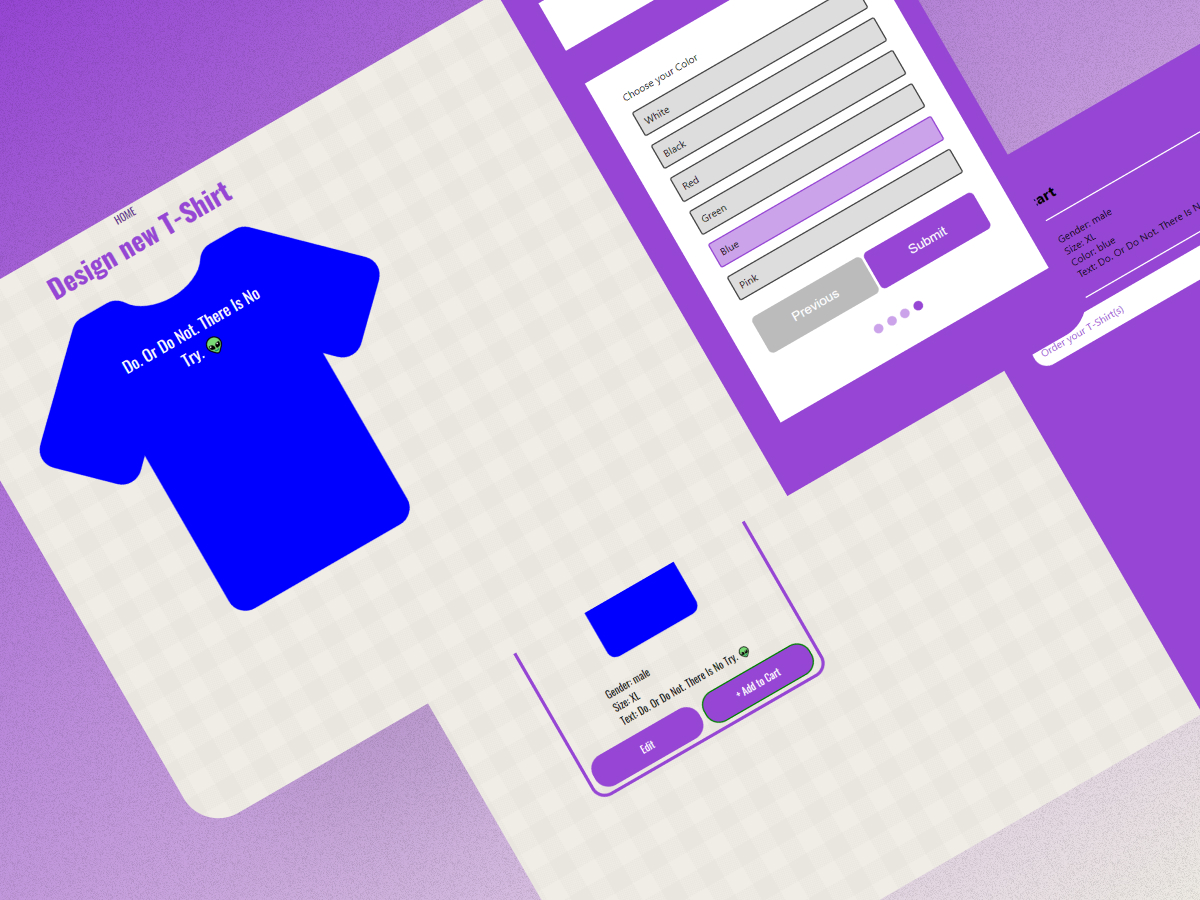 HOME
Design new T-Shirt
Do. Or Do Not. There Is No
Try. 👽
Choose your Color
White
Black
Red
Green
Blue
Pink
Previous
Submit
Gender: male
Size: XL
Color: blue
Text: Do. Or Do Not. There Is
Order your T-Shirt(s)
Gender: male
Size: XL
Text: Do. Or Do Not. There Is No Try. 👽
Edit
+ Add to Cart